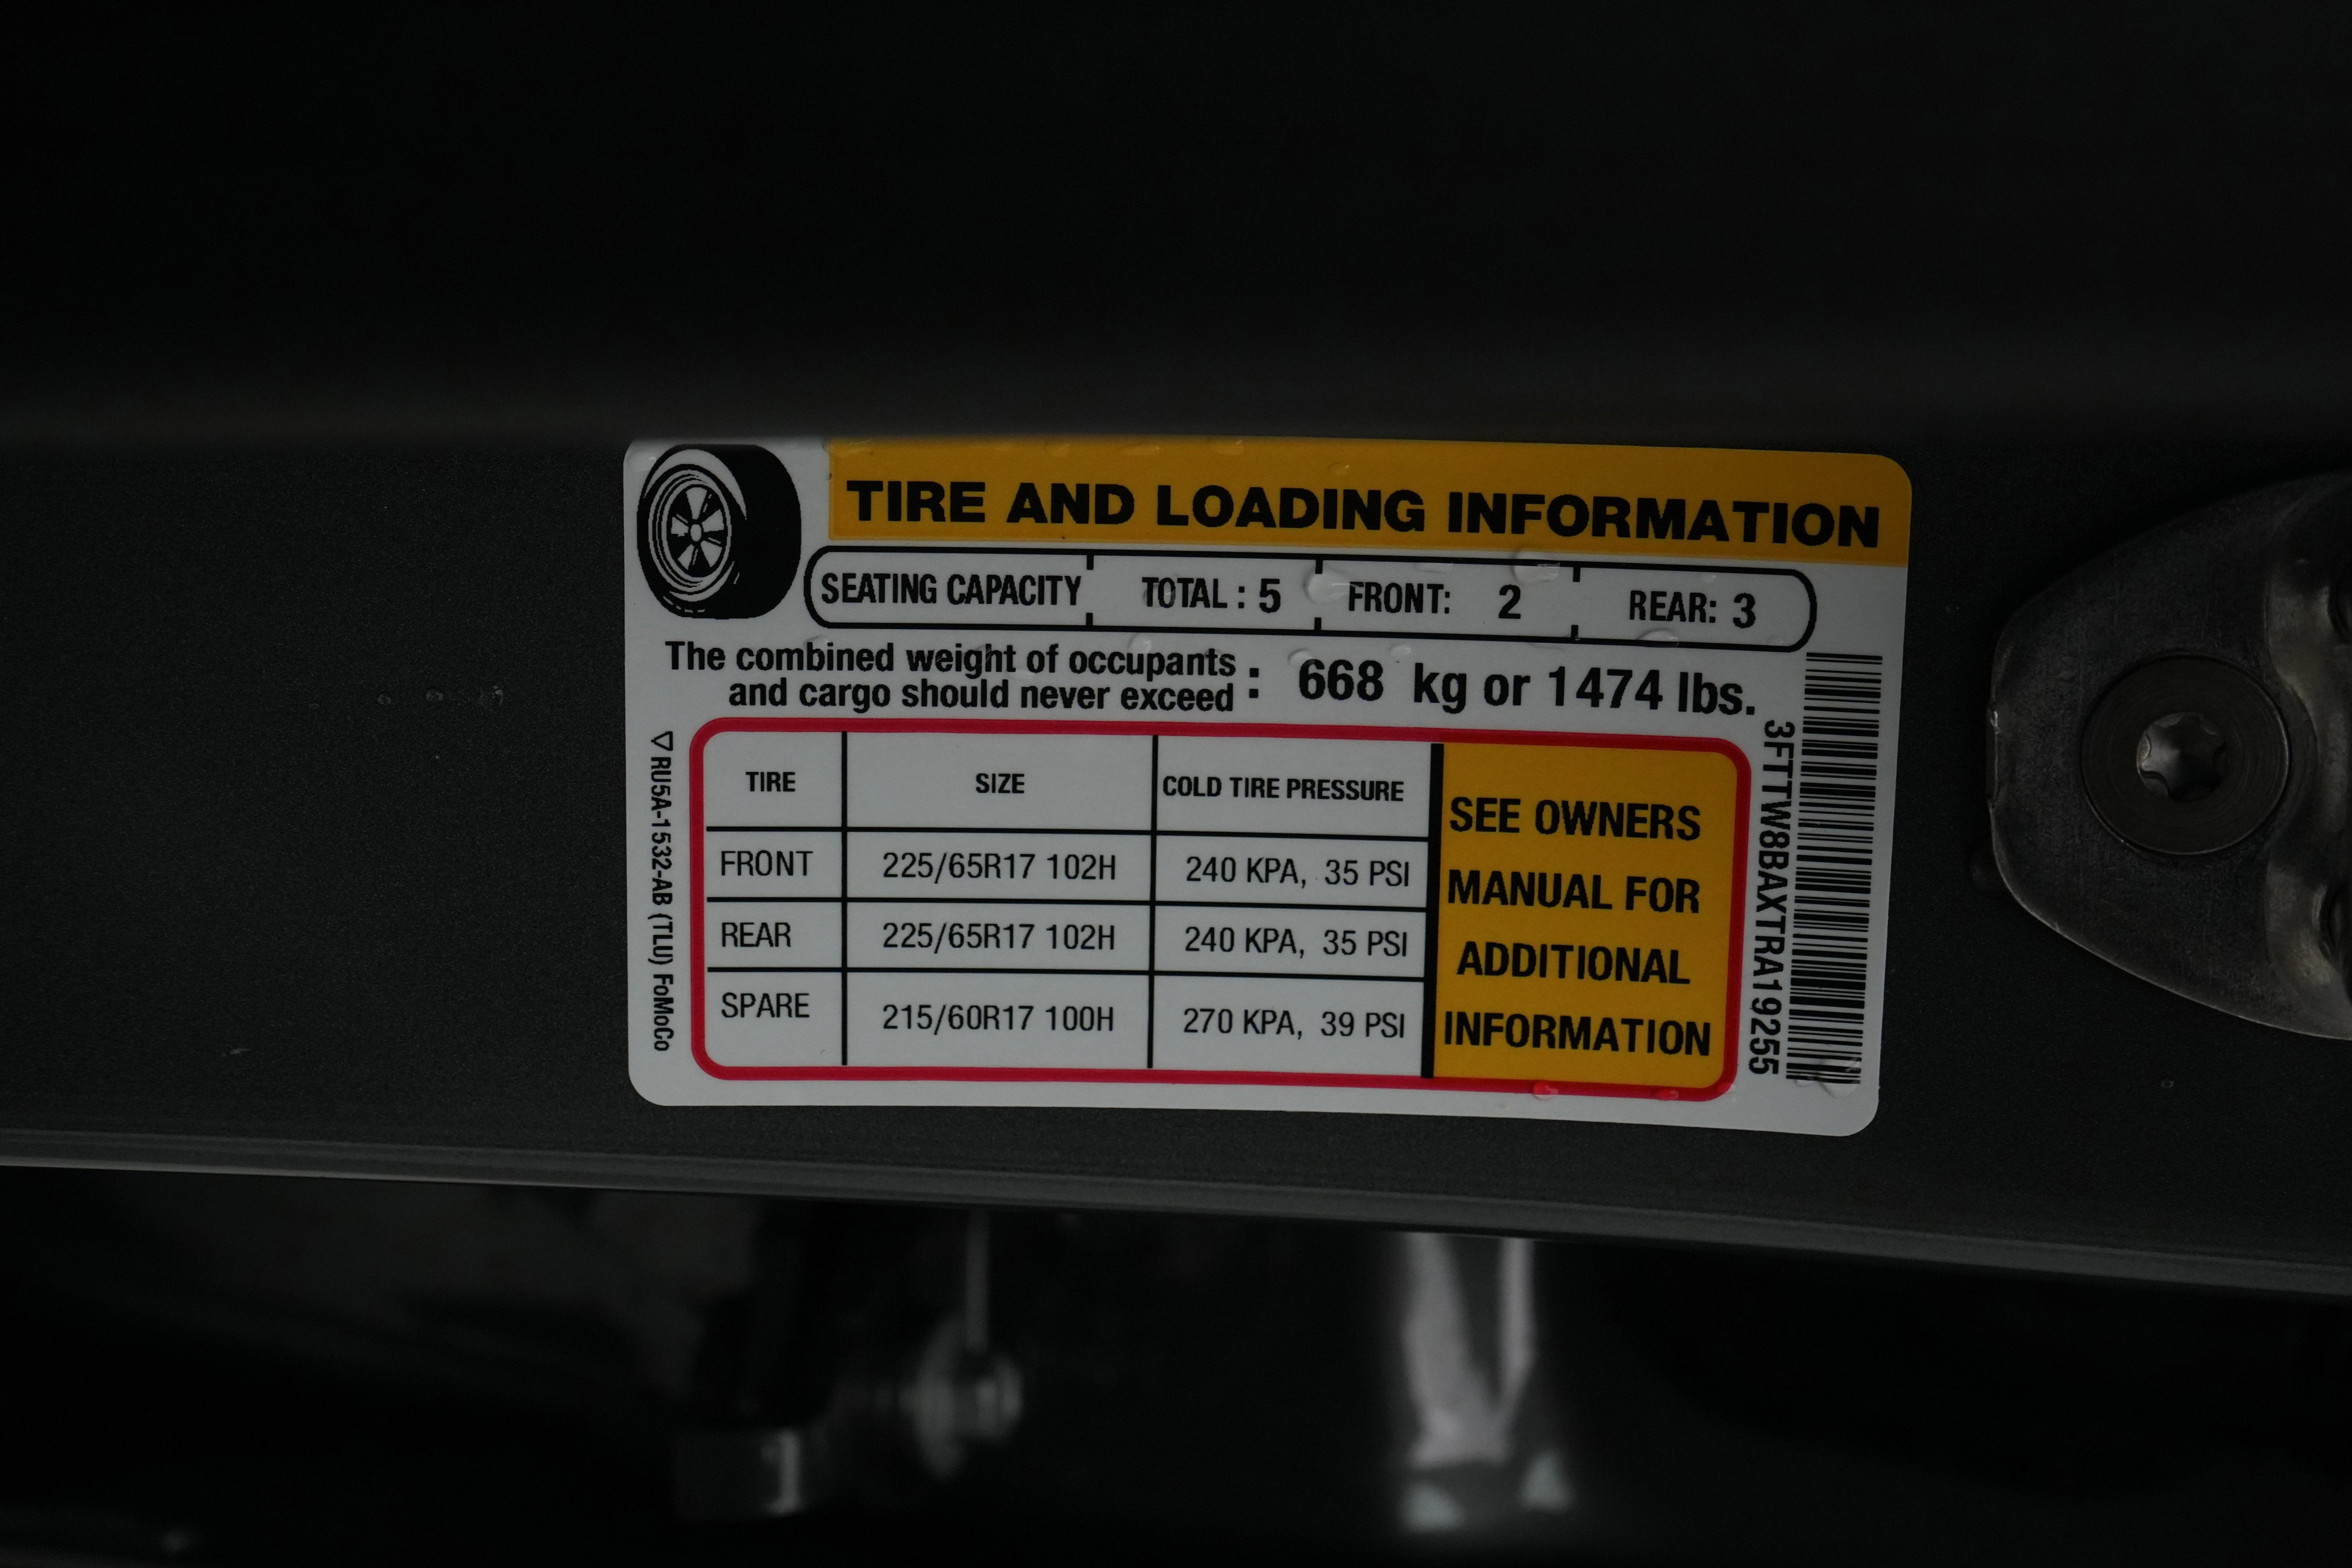 TIRE AND LOADING INFORMATION
SEATING CAPACITY TOTAL : 5 FRONT: 2 REAR: 3
The combined weight of occupants
and cargo should never exceed : 668 kg or 1474 lbs.
TIRE SIZE COLD TIRE PRESSURE
FRONT 225/65R17 102H 240 KPA, 35 PSI
REAR 225/65R17 102H 240 KPA, 35 PSI
SPARE 215/60R17 100H 270 KPA, 39 PSI
SEE OWNERS
MANUAL FOR
ADDITIONAL
INFORMATION
▽RU5A-1532-AB (TLU) FoMoCo
3FTTW8BAXTRA19255